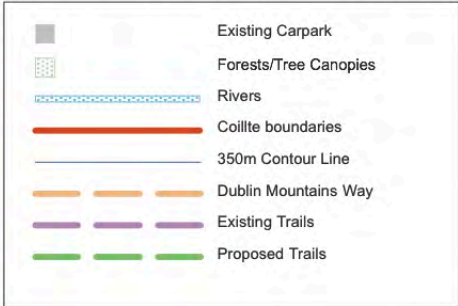 Existing Carpark
Forests/Tree Canopies
Rivers
Coillte boundaries
350m Contour Line
Dublin Mountains Way
Existing Trails
Proposed Trails